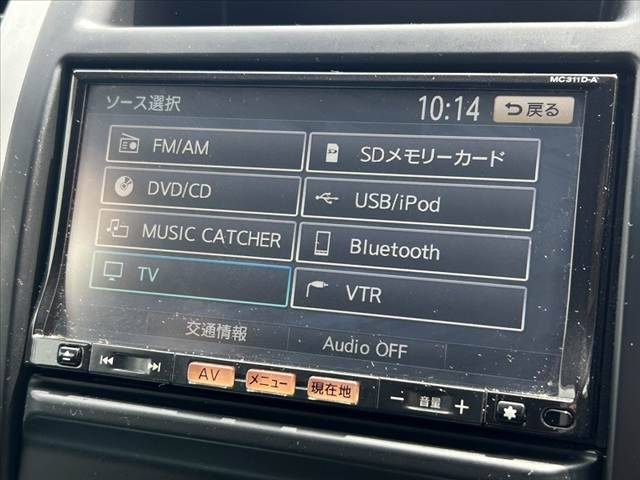 MC311D-A
ソース選択
10:14
戻る
FM/AM
SDメモリーカード
DVD/CD
USB/iPod
MUSIC CATCHER
Bluetooth
TV
VTR
交通情報
Audio OFF
AV
メニュー
現在地
− 音量 +